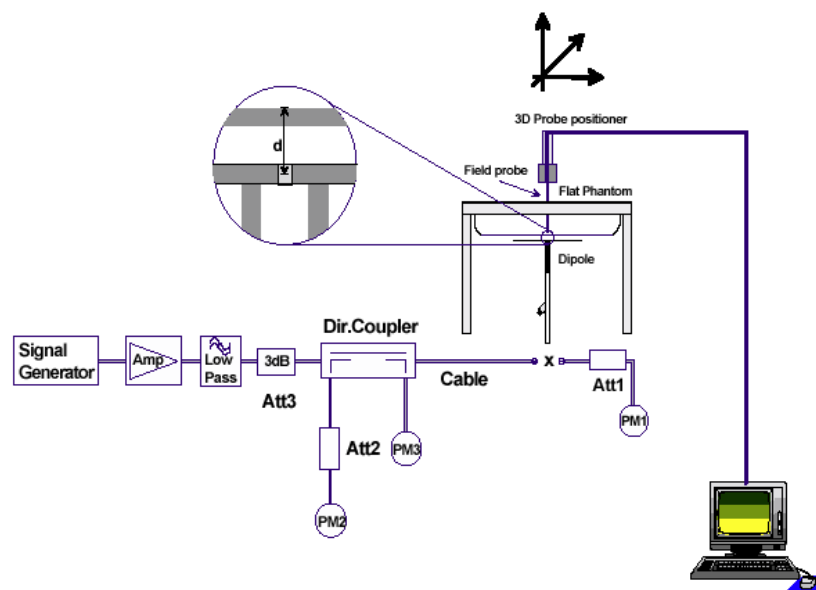 3D Probe positioner
d
Field probe
Flat Phantom
Dipole
Dir.Coupler
Signal
Generator
Amp
Low
Pass
3dB
Cable
x
Att1
Att3
PM1
Att2
PM3
PM2